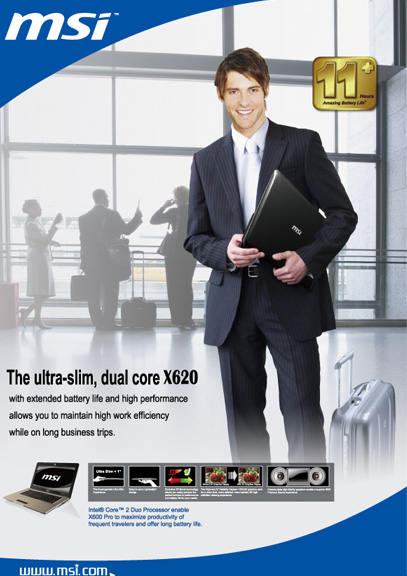 msi
11+
Hours
Amazing Battery Life
msi
The ultra-slim, dual core X620
with extended battery life and high performance
allows you to maintain high work efficiency
while on long business trips.
Ultra Slim < 1"
msi
Intel® Core™ 2 Duo Processor enable
X600 Pro to maximize productivity of
frequent travelers and offer long battery life.
www.msi.com